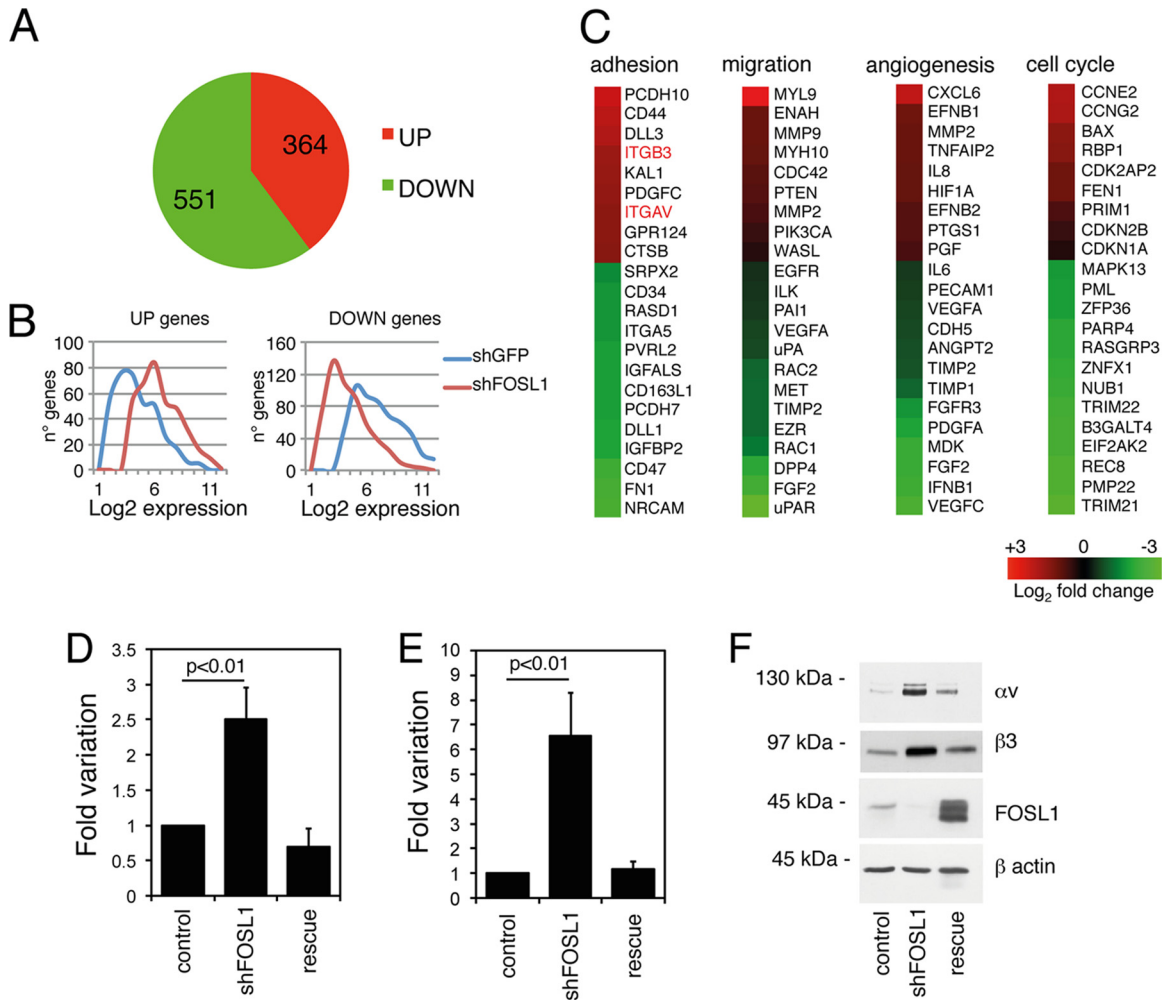 A
364
551
UP
DOWN
B
UP genes
DOWN genes
100
80
60
40
20
0
n° genes
1 6 11
Log2 expression
160
120
80
40
0
n° genes
1 6 11
Log2 expression
shGFP
shFOSL1
C
adhesion
PCDH10
CD44
DLL3
ITGB3
KAL1
PDGFC
ITGAV
GPR124
CTSB
SRPX2
CD34
RASD1
ITGA5
PVRL2
IGFALS
CD163L1
PCDH7
DLL1
IGFBP2
CD47
FN1
NRCAM
migration
MYL9
ENAH
MMP9
MYH10
CDC42
PTEN
MMP2
PIK3CA
WASL
EGFR
ILK
PAI1
VEGFA
uPA
RAC2
MET
TIMP2
EZR
RAC1
DPP4
FGF2
uPAR
angiogenesis
CXCL6
EFNB1
MMP2
TNFAIP2
IL8
HIF1A
EFNB2
PTGS1
PGF
IL6
PECAM1
VEGFA
CDH5
ANGPT2
TIMP2
TIMP1
FGFR3
PDGFA
MDK
FGF2
IFNB1
VEGFC
cell cycle
CCNE2
CCNG2
BAX
RBP1
CDK2AP2
FEN1
PRIM1
CDKN2B
CDKN1A
MAPK13
PML
ZFP36
PARP4
RASGRP3
ZNFX1
NUB1
TRIM22
B3GALT4
EIF2AK2
REC8
PMP22
TRIM21
+3 0 -3
Log2 fold change
D
3.5
3
2.5
2
1.5
1
0.5
0
Fold variation
p<0.01
control
shFOSL1
rescue
E
10
9
8
7
6
5
4
3
2
1
0
Fold variation
p<0.01
control
shFOSL1
rescue
F
130 kDa -
αv
97 kDa -
β3
45 kDa -
FOSL1
45 kDa -
β actin
control
shFOSL1
rescue